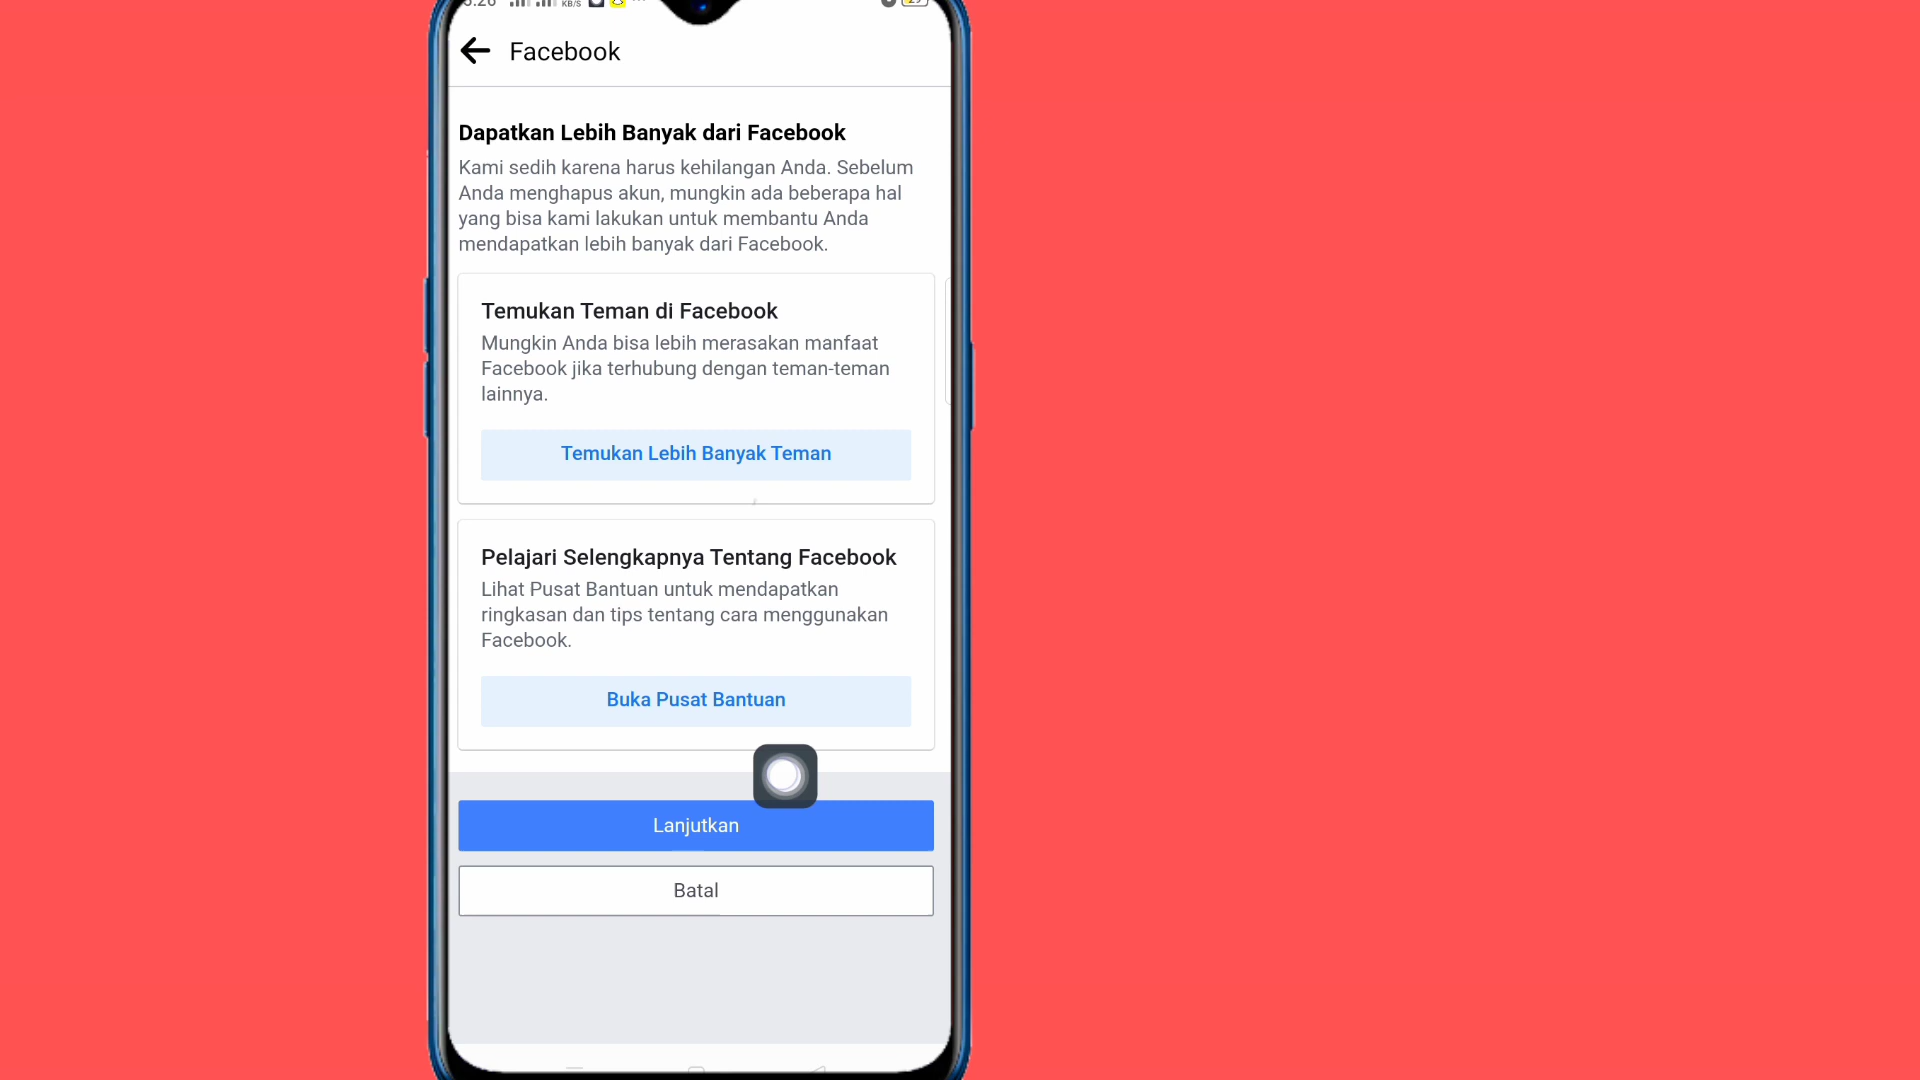 KB/S
Facebook
Dapatkan Lebih Banyak dari Facebook
Kami sedih karena harus kehilangan Anda. Sebelum
Anda menghapus akun, mungkin ada beberapa hal
yang bisa kami lakukan untuk membantu Anda
mendapatkan lebih banyak dari Facebook.
Temukan Teman di Facebook
Mungkin Anda bisa lebih merasakan manfaat
Facebook jika terhubung dengan teman-teman
lainnya.
Temukan Lebih Banyak Teman
Pelajari Selengkapnya Tentang Facebook
Lihat Pusat Bantuan untuk mendapatkan
ringkasan dan tips tentang cara menggunakan
Facebook.
Buka Pusat Bantuan
Lanjutkan
Batal